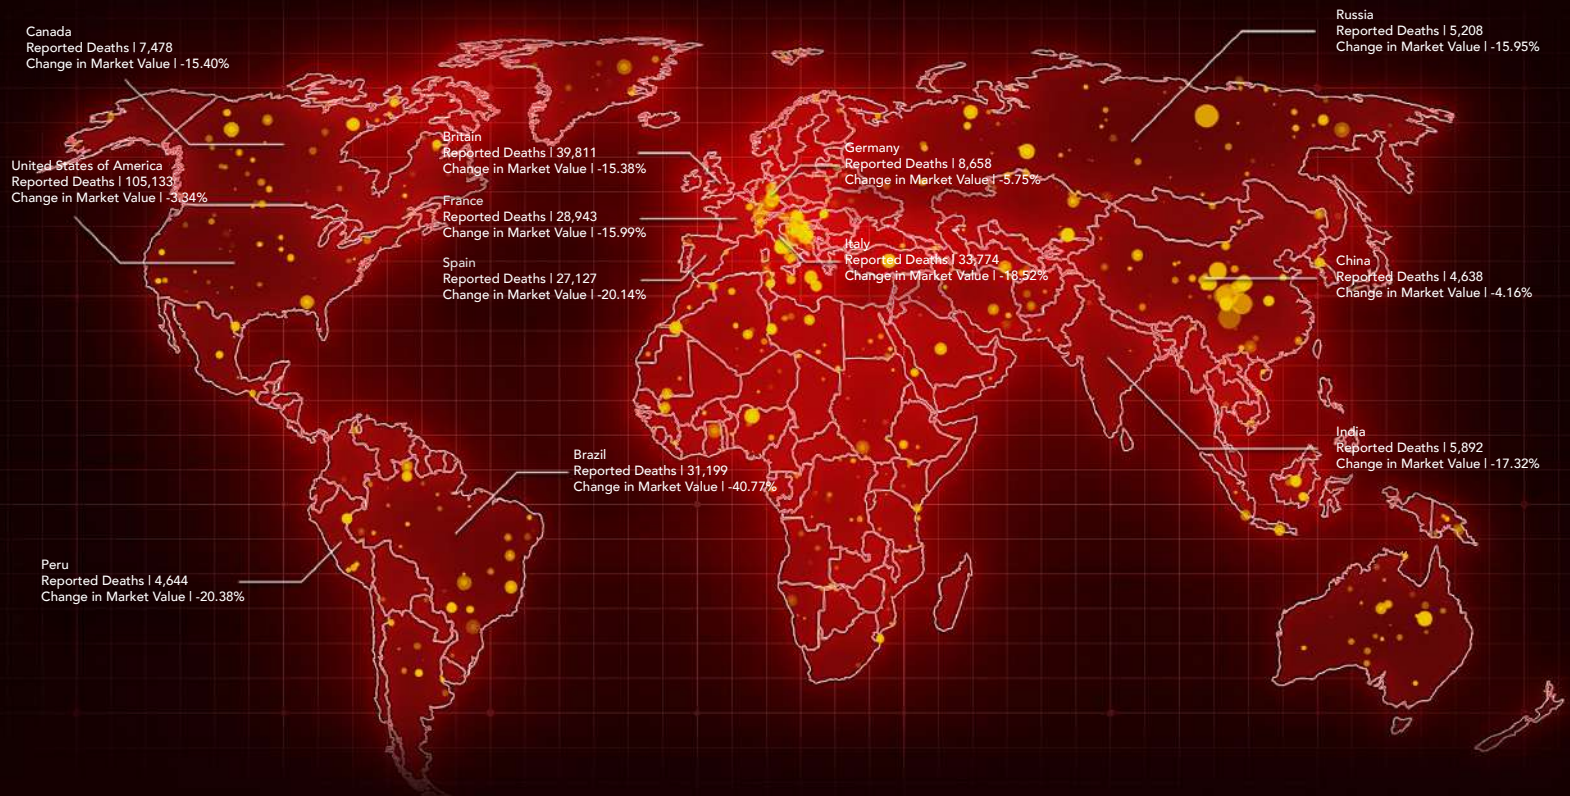 Canada
Reported Deaths | 7,478
Change in Market Value | -15.40%
Russia
Reported Deaths | 5,208
Change in Market Value | -15.95%
United States of America
Reported Deaths | 105,133
Change in Market Value | -3.34%
Britain
Reported Deaths | 39,811
Change in Market Value | -15.38%
Germany
Reported Deaths | 8,658
Change in Market Value | -5.75%
France
Reported Deaths | 28,943
Change in Market Value | -15.99%
Italy
Reported Deaths | 33,774
Change in Market Value | -18.52%
Spain
Reported Deaths | 27,127
Change in Market Value | -20.14%
China
Reported Deaths | 4,638
Change in Market Value | -4.16%
India
Reported Deaths | 5,892
Change in Market Value | -17.32%
Brazil
Reported Deaths | 31,199
Change in Market Value | -40.77%
Peru
Reported Deaths | 4,644
Change in Market Value | -20.38%